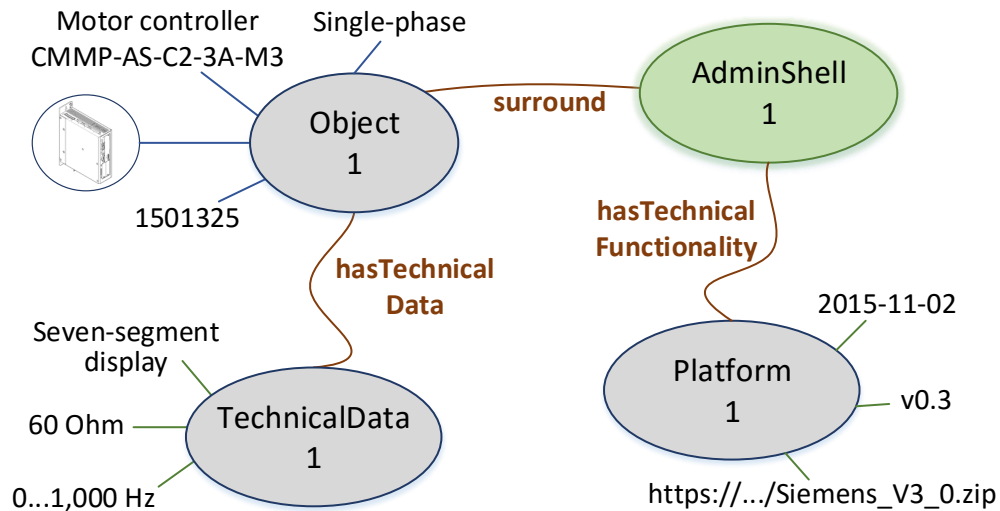 Motor controller
CMMP-AS-C2-3A-M3
Single-phase
Object
1
1501325
surround
AdminShell
1
hasTechnical
Data
hasTechnical
Functionality
Seven-segment
display
60 Ohm
0...1,000 Hz
TechnicalData
1
Platform
1
2015-11-02
v0.3
https://.../Siemens_V3_0.zip